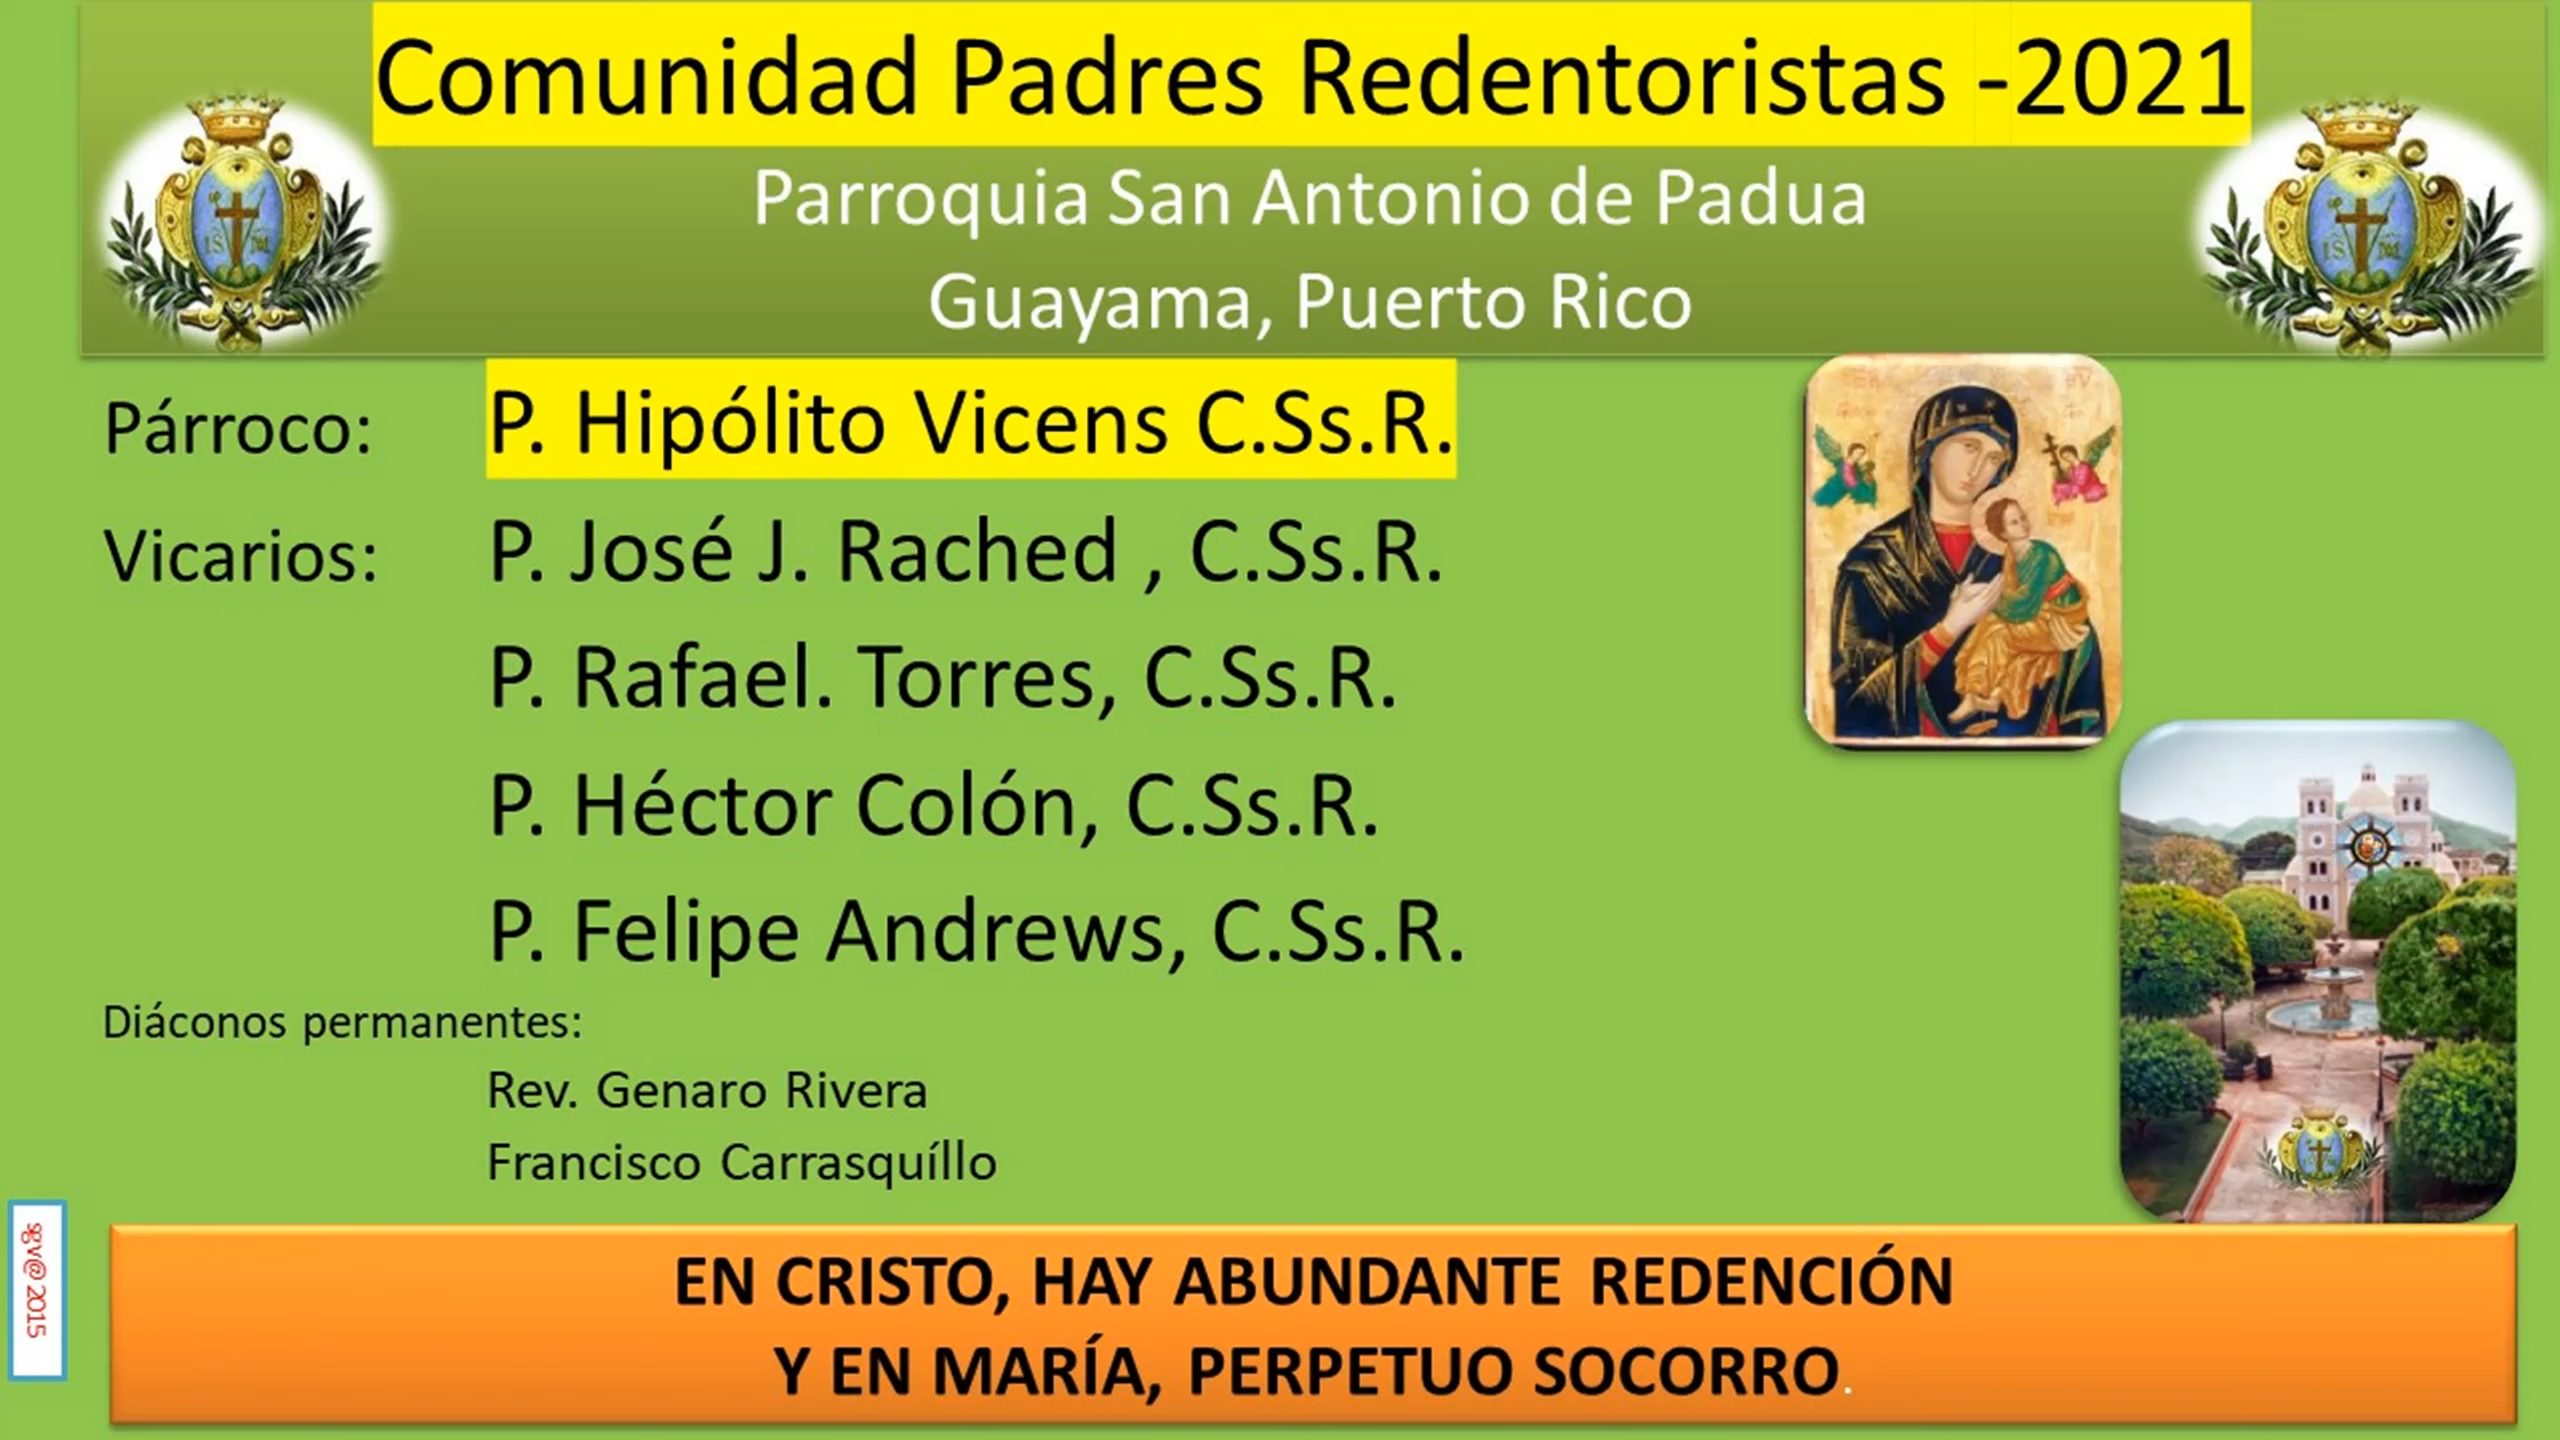 Comunidad Padres Redentoristas -2021
Parroquia San Antonio de Padua
Guayama, Puerto Rico
Párroco: P. Hipólito Vicens C.Ss.R.
Vicarios: P. José J. Rached , C.Ss.R.
P. Rafael. Torres, C.Ss.R.
P. Héctor Colón, C.Ss.R.
P. Felipe Andrews, C.Ss.R.
Diáconos permanentes:
Rev. Genaro Rivera
Francisco Carrasquíllo
sgv@ 2015
EN CRISTO, HAY ABUNDANTE REDENCIÓN
Y EN MARÍA, PERPETUO SOCORRO.